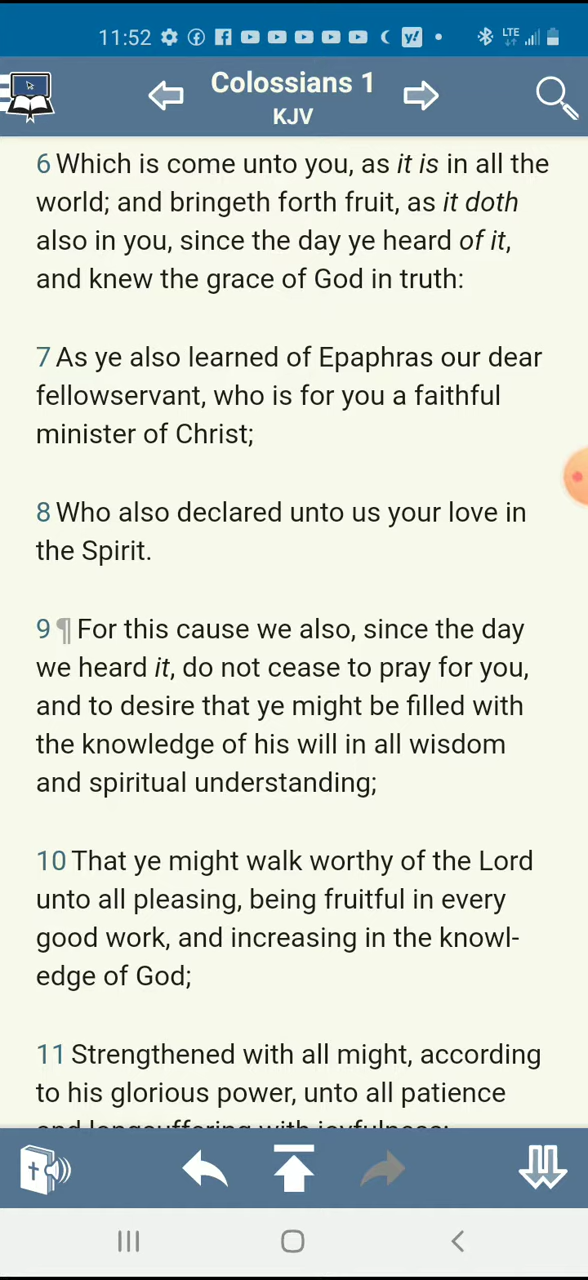 11:52
LTE
Colossians 1
KJV
6 Which is come unto you, as it is in all the
world; and bringeth forth fruit, as it doth
also in you, since the day ye heard of it,
and knew the grace of God in truth:
7 As ye also learned of Epaphras our dear
fellowservant, who is for you a faithful
minister of Christ;
8 Who also declared unto us your love in
the Spirit.
9 ¶ For this cause we also, since the day
we heard it, do not cease to pray for you,
and to desire that ye might be filled with
the knowledge of his will in all wisdom
and spiritual understanding;
10 That ye might walk worthy of the Lord
unto all pleasing, being fruitful in every
good work, and increasing in the knowl-
edge of God;
11 Strengthened with all might, according
to his glorious power, unto all patience
and longsuffering with joyfulness;